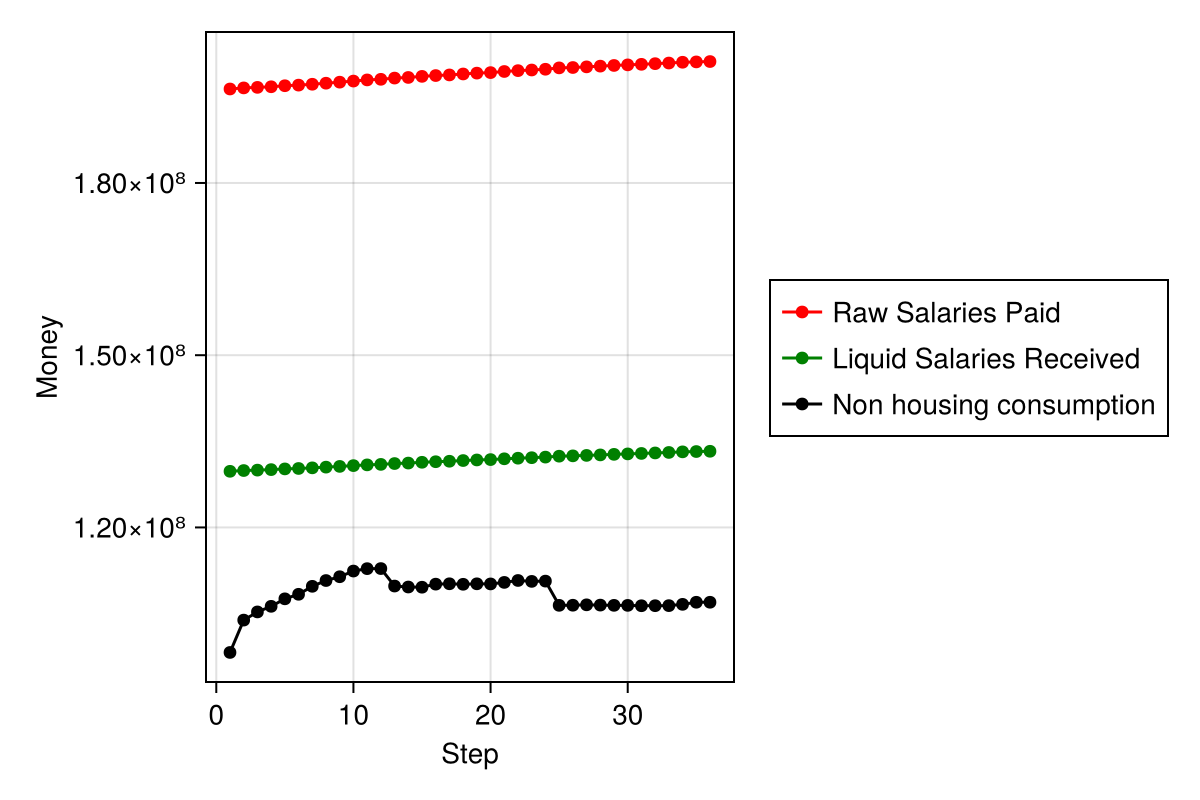 1.80×10⁸
1.50×10⁸
1.20×10⁸
Money
0 10 20 30
Step
Raw Salaries Paid
Liquid Salaries Received
Non housing consumption